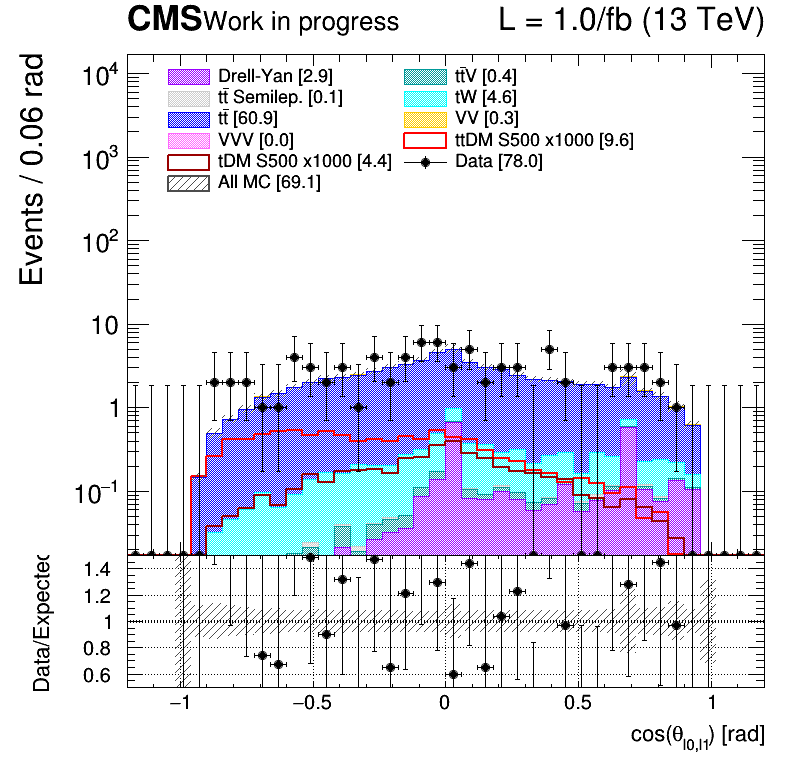 CMS Work in progress L = 1.0/fb (13 TeV)
Events / 0.06 rad
10⁴
10³
10²
10
1
10⁻¹
Drell-Yan [2.9] tt̄V [0.4]
tt̄ Semilep. [0.1] tW [4.6]
tt̄ [60.9] VV [0.3]
VVV [0.0] ttDM S500 x1000 [9.6]
tDM S500 x1000 [4.4] Data [78.0]
All MC [69.1]
Data/Expected
1.4
1.2
1
0.8
0.6
−1 −0.5 0 0.5 1
cos(θ_l0,l1) [rad]